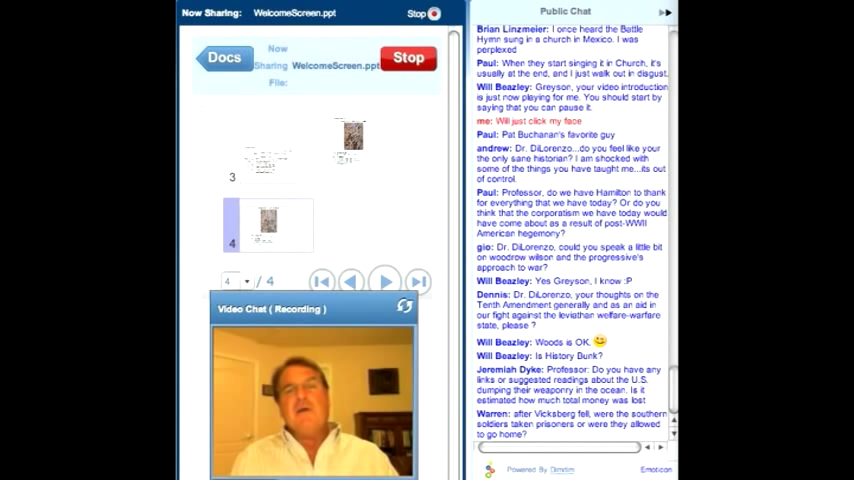 Now Sharing: WelcomeScreen.ppt Stop
Docs
Now
Sharing WelcomeScreen.ppt
File:
Stop
3
4
4 / 4
Video Chat ( Recording )
Public Chat
Brian Linzmeier: I once heard the Battle
Hymn sung in a church in Mexico. I was
perplexed
Paul: When they start singing it in Church, it's
usually at the end, and I just walk out in disgust.
Will Beazley: Greyson, your video introduction
is just now playing for me. You should start by
saying that you can pause it.
me: Will just click my face
Paul: Pat Buchanan's favorite guy
andrew: Dr. DiLorenzo...do you feel like your
the only sane historian? I am shocked with
some of the things you have taught me...its out
of control.
Paul: Professor, do we have Hamilton to thank
for everything that we have today? Or do you
think that the corporatism we have today would
have come about as a result of post-WWII
American hegemony?
gio: Dr. DiLorenzo, could you speak a little bit
on woodrow wilson and the progressive's
approach to war?
Will Beazley: Yes Greyson, I know :P
Dennis: Dr. DiLorenzo, your thoughts on the
Tenth Amendment generally and as an aid in
our fight against the leviathan welfare-warfare
state, please ?
Will Beazley: Woods is OK.
Will Beazley: Is History Bunk?
Jeremiah Dyke: Professor: Do you have any
links or suggested readings about the U.S.
dumping their weaponry in the ocean. Is it
estimated how much total money was lost
Warren: after Vicksberg fell, were the southern
soldiers taken prisoners or were they allowed
to go home?
Powered By Dimdim Emoticon